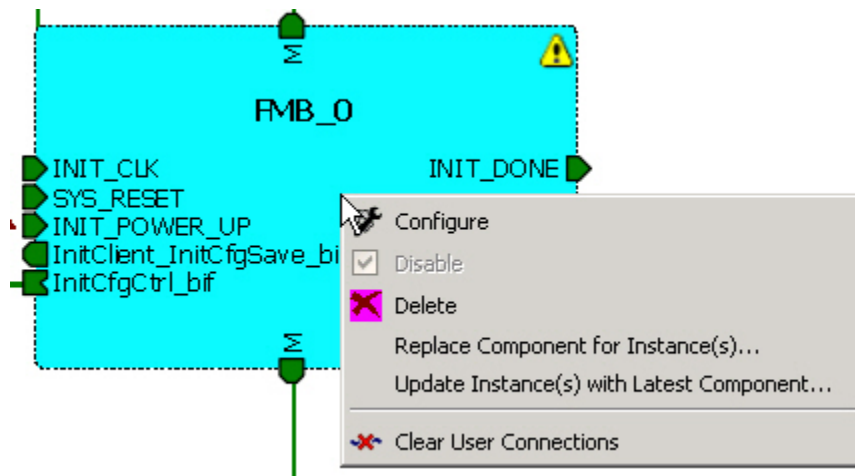 M
FMB_0
INIT_CLK
INIT_DONE
SYS_RESET
INIT_POWER_UP
InitClient_InitCfgSave_bi
InitCfgCtrl_bif
M
Configure
Disable
Delete
Replace Component for Instance(s)...
Update Instance(s) with Latest Component...
Clear User Connections